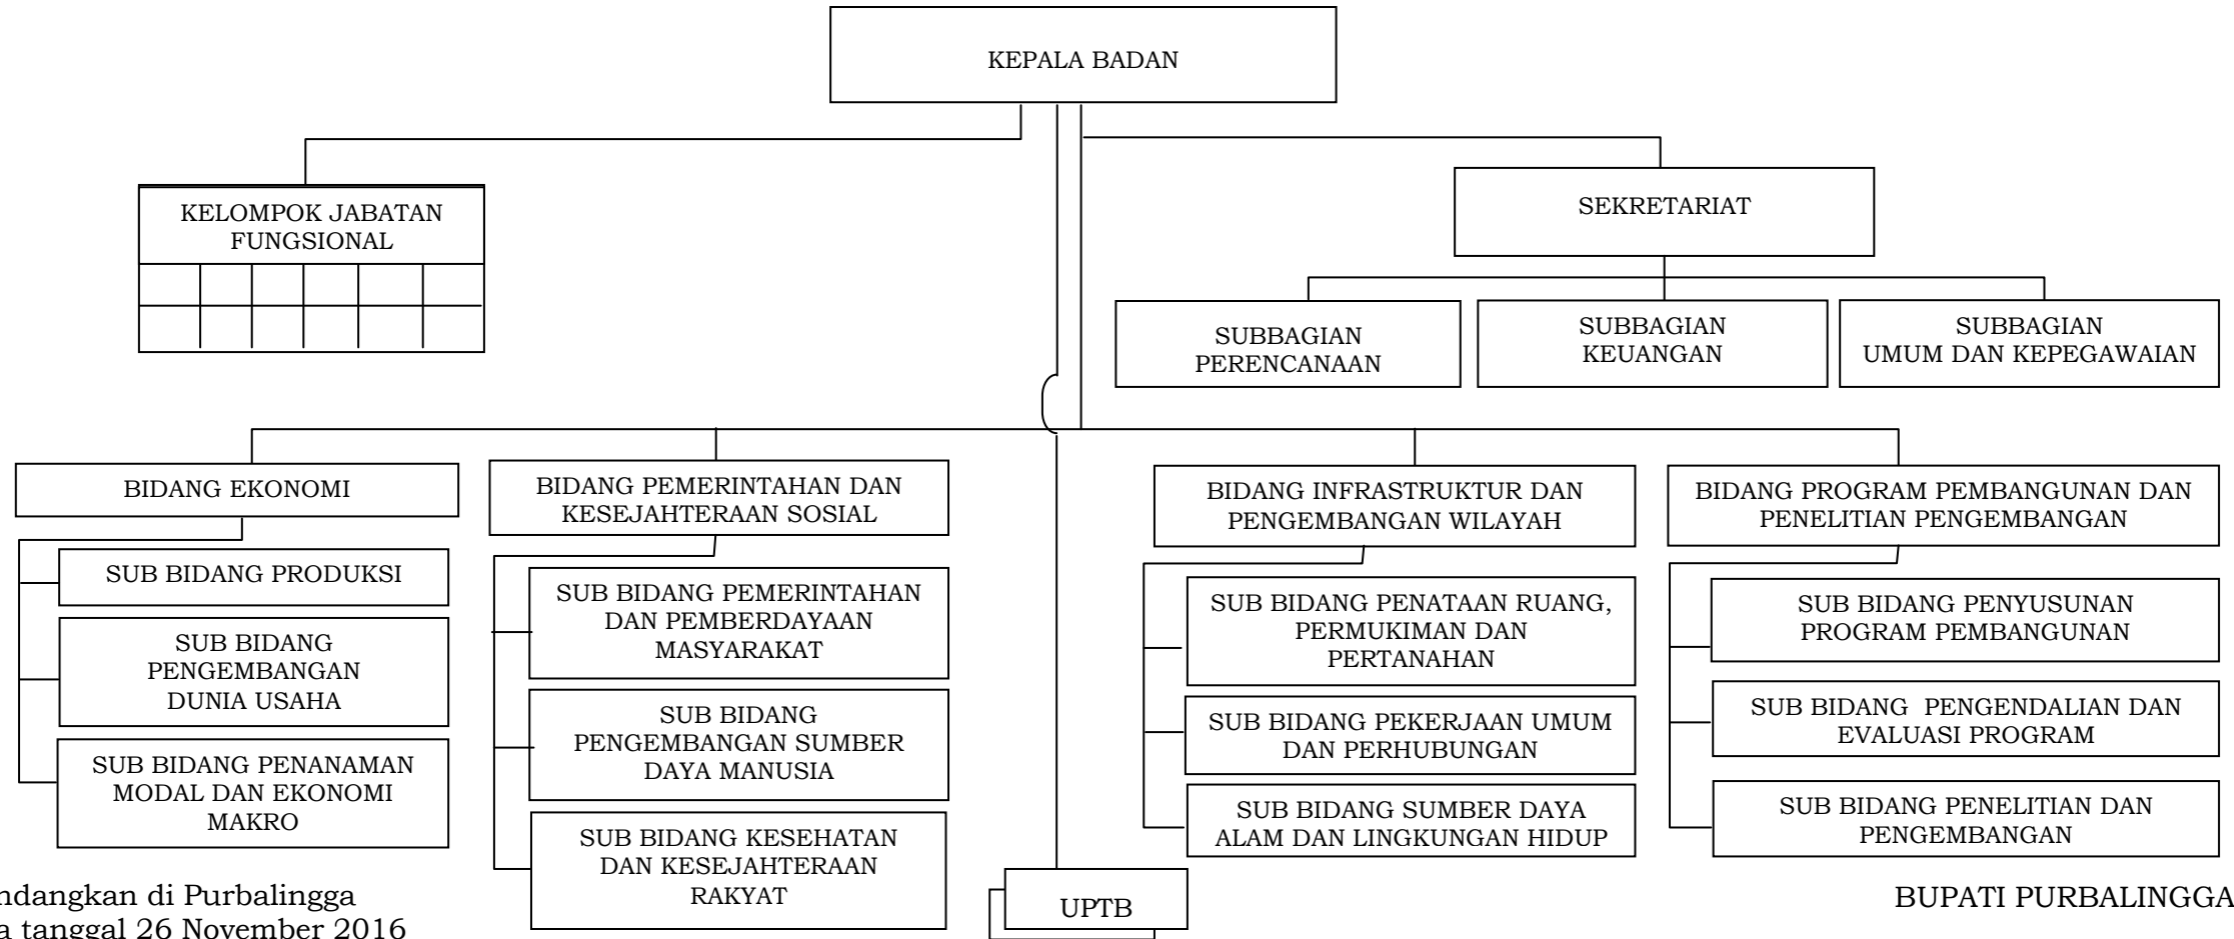 KEPALA BADAN
KELOMPOK JABATAN
FUNGSIONAL
SEKRETARIAT
SUBBAGIAN
PERENCANAAN
SUBBAGIAN
KEUANGAN
SUBBAGIAN
UMUM DAN KEPEGAWAIAN
BIDANG EKONOMI
SUB BIDANG PRODUKSI
SUB BIDANG
PENGEMBANGAN
DUNIA USAHA
SUB BIDANG PENANAMAN
MODAL DAN EKONOMI
MAKRO
BIDANG PEMERINTAHAN DAN
KESEJAHTERAAN SOSIAL
SUB BIDANG PEMERINTAHAN
DAN PEMBERDAYAAN
MASYARAKAT
SUB BIDANG
PENGEMBANGAN SUMBER
DAYA MANUSIA
SUB BIDANG KESEHATAN
DAN KESEJAHTERAAN
RAKYAT
BIDANG INFRASTRUKTUR DAN
PENGEMBANGAN WILAYAH
SUB BIDANG PENATAAN RUANG,
PERMUKIMAN DAN
PERTANAHAN
SUB BIDANG PEKERJAAN UMUM
DAN PERHUBUNGAN
SUB BIDANG SUMBER DAYA
ALAM DAN LINGKUNGAN HIDUP
BIDANG PROGRAM PEMBANGUNAN DAN
PENELITIAN PENGEMBANGAN
SUB BIDANG PENYUSUNAN
PROGRAM PEMBANGUNAN
SUB BIDANG PENGENDALIAN DAN
EVALUASI PROGRAM
SUB BIDANG PENELITIAN DAN
PENGEMBANGAN
UPTB
ndangkan di Purbalingga
a tanggal 26 November 2016
BUPATI PURBALINGGA